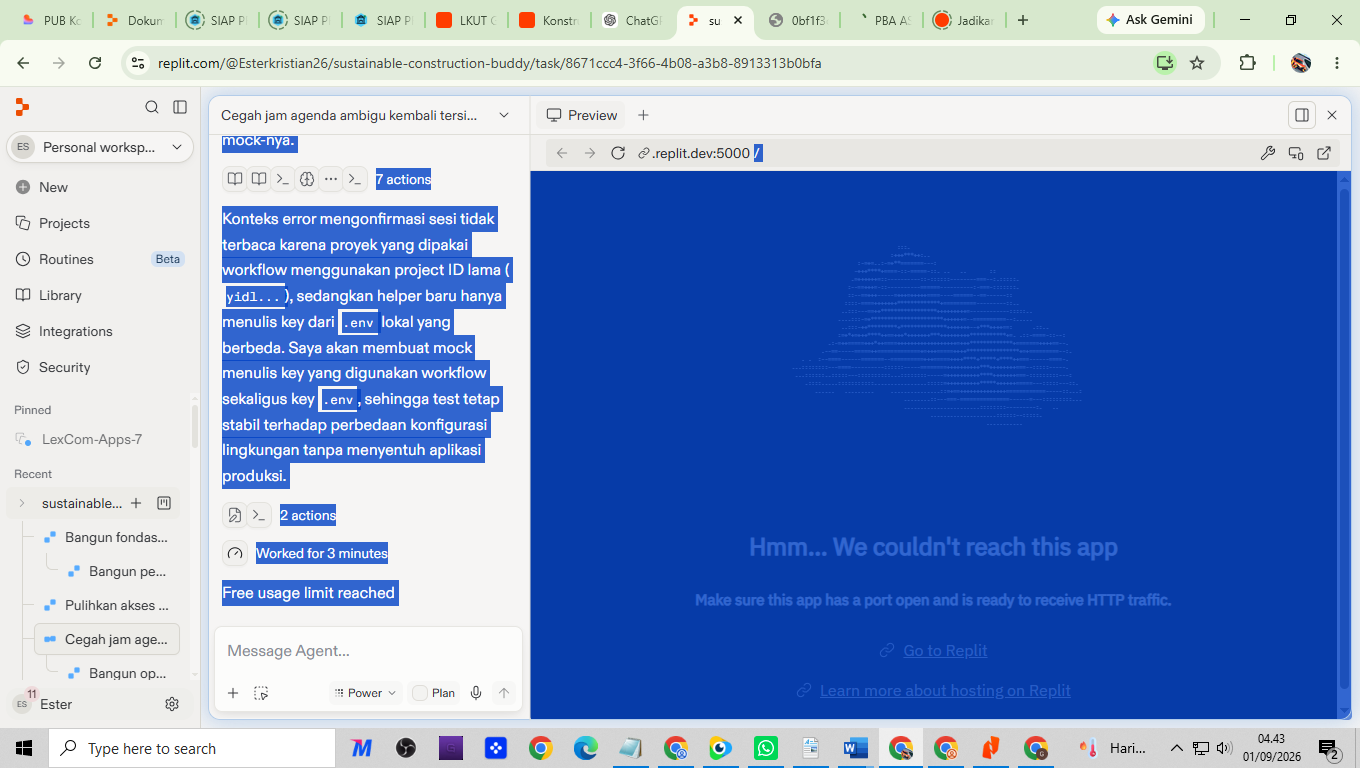 PUB Ko
Dokum
SIAP P
SIAP P
SIAP P
LKUT C
Konstr
ChatG
su
0bf1f3
PBA AS
Jadikar
Ask Gemini
replit.com/@Esterkristian26/sustainable-construction-buddy/task/8671ccc4-3f66-4b08-a3b8-8913313b0bfa
ES
Personal worksp...
New
Projects
Routines
Beta
Library
Integrations
Security
Pinned
LexCom-Apps-7
Recent
sustainable...
Bangun fondas...
Bangun pe...
Pulihkan akses ...
Cegah jam age...
Bangun op...
ES
11
Ester
Cegah jam agenda ambigu kembali tersi...
mock-nya.
7 actions
Konteks error mengonfirmasi sesi tidak
terbaca karena proyek yang dipakai
workflow menggunakan project ID lama (
yidl... ), sedangkan helper baru hanya
menulis key dari .env lokal yang
berbeda. Saya akan membuat mock
menulis key yang digunakan workflow
sekaligus key .env , sehingga test tetap
stabil terhadap perbedaan konfigurasi
lingkungan tanpa menyentuh aplikasi
produksi.
2 actions
Worked for 3 minutes
Free usage limit reached
Message Agent...
Power
Plan
Preview
.replit.dev:5000 /
Hmm... We couldn't reach this app
Make sure this app has a port open and is ready to receive HTTP traffic.
Go to Replit
Learn more about hosting on Replit
Type here to search
Hari...
04.43
01/09/2026
2